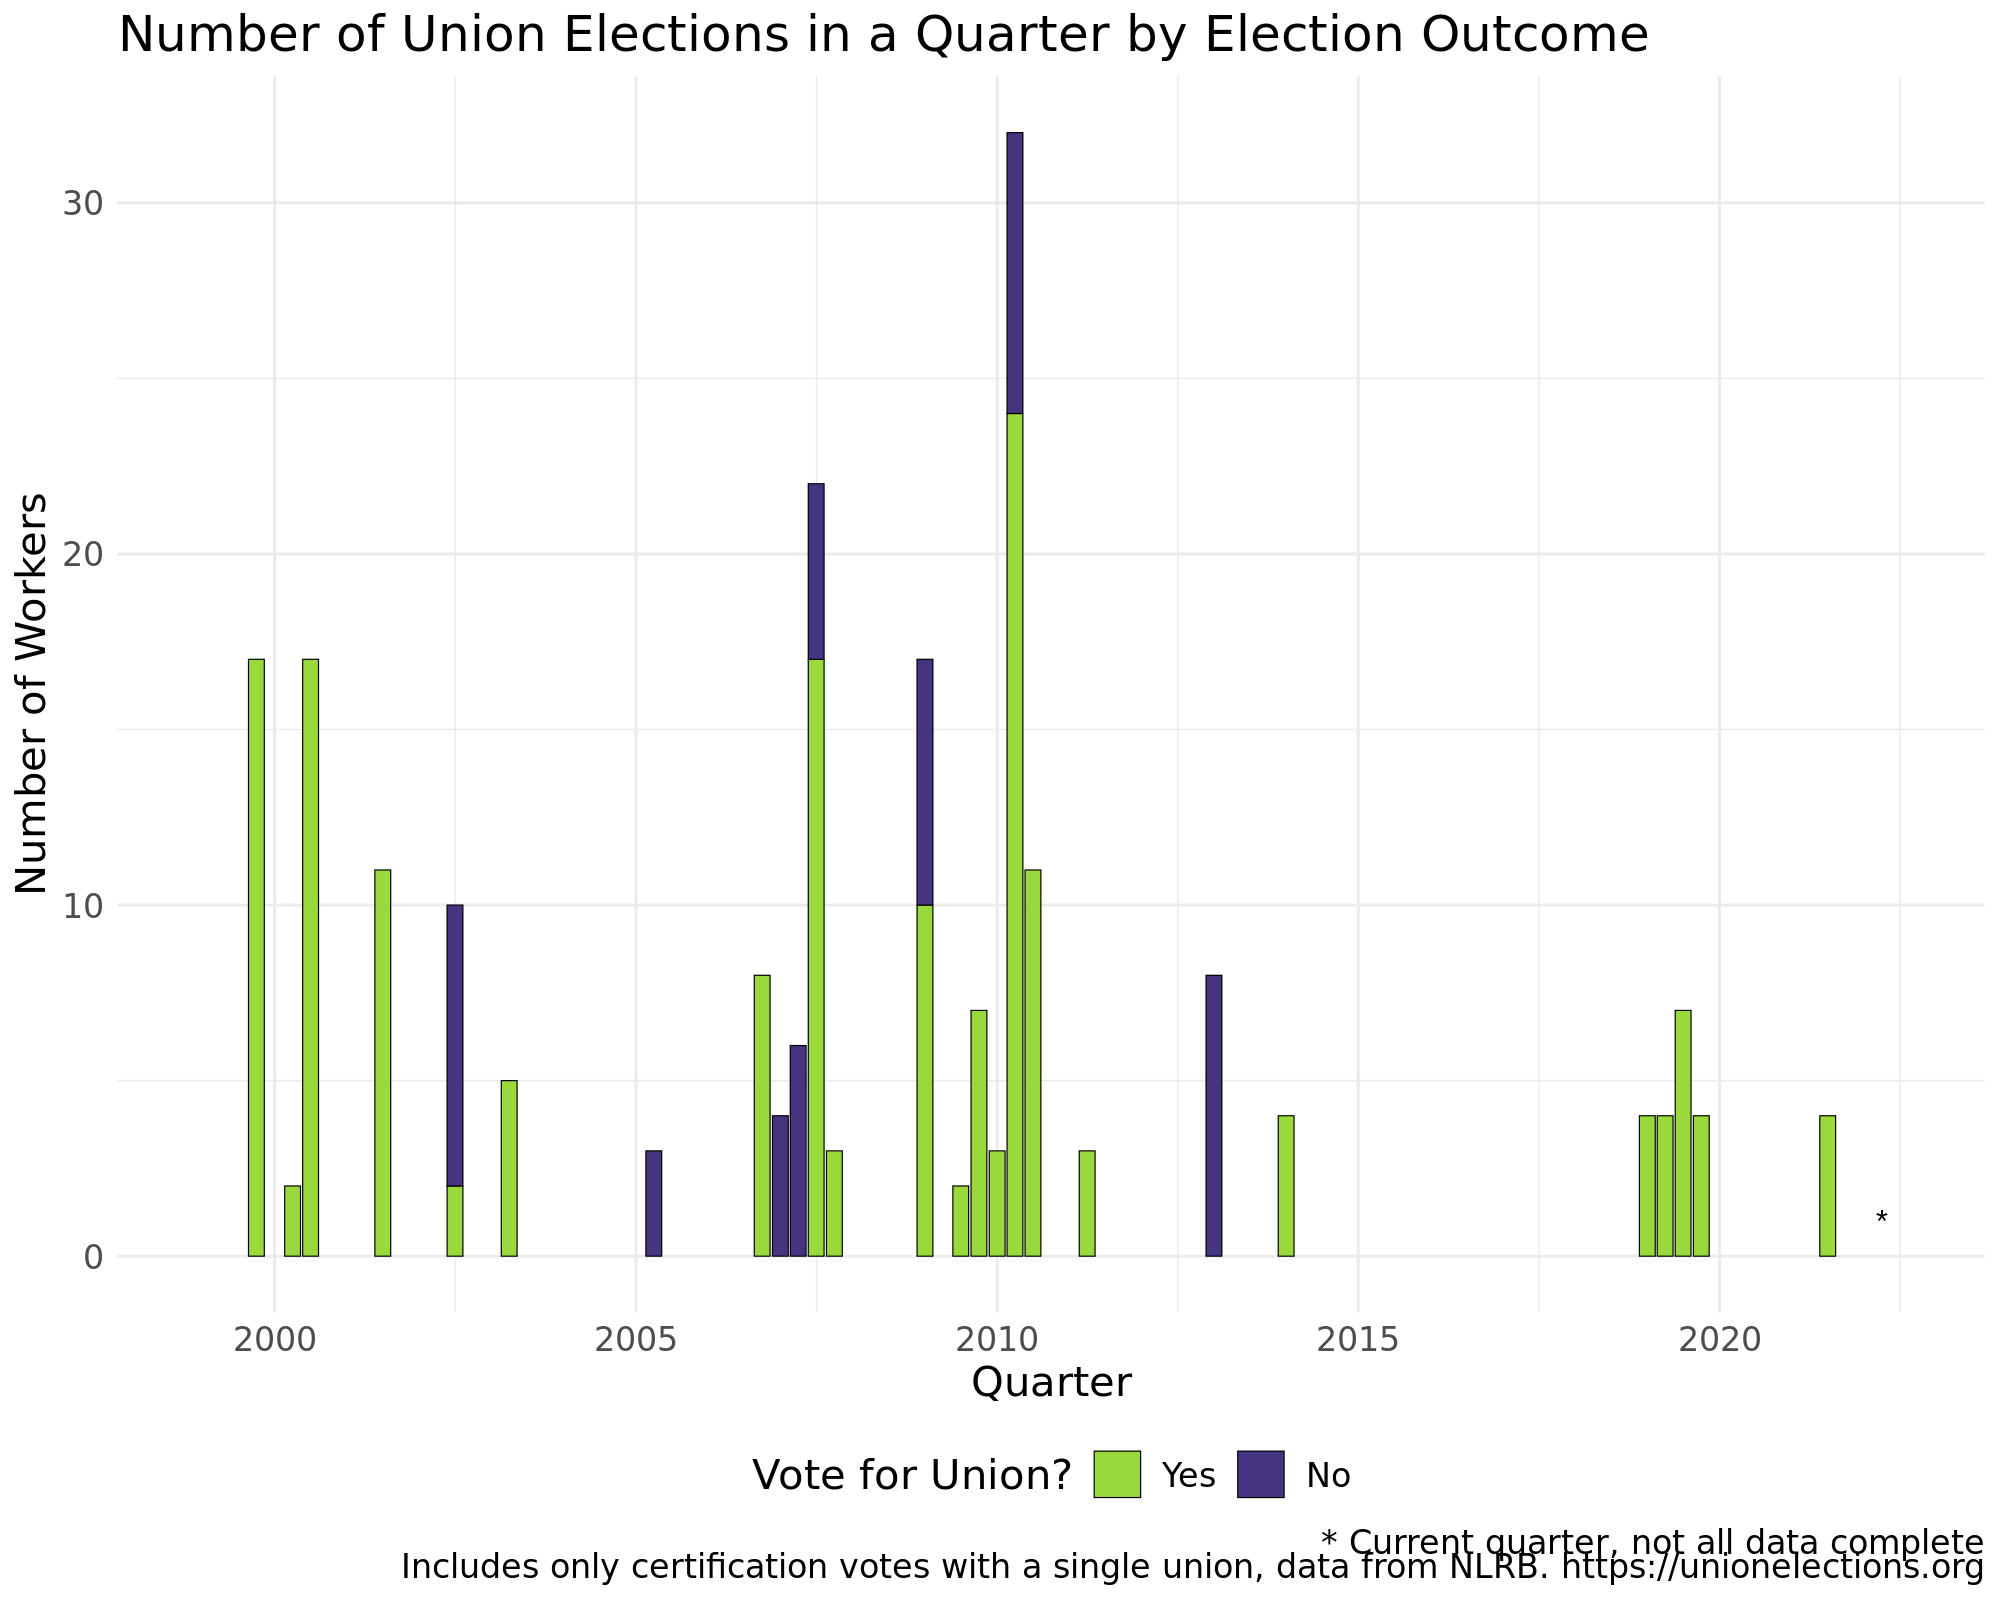 Number of Union Elections in a Quarter by Election Outcome
Number of Workers
30
20
10
0
*
2000 2005 2010 2015 2020
Quarter
Vote for Union? Yes No
* Current quarter, not all data complete
Includes only certification votes with a single union, data from NLRB. https://unionelections.org